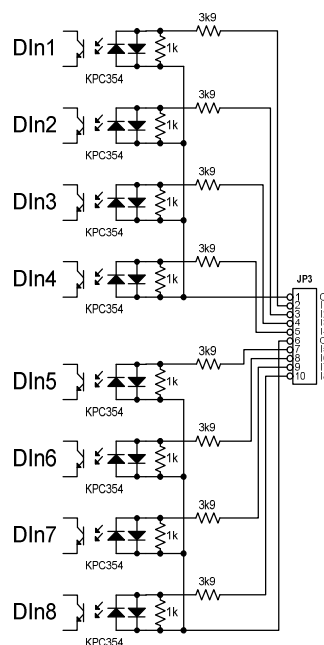 3k9
DIn1
1k
KPC354
3k9
DIn2
1k
KPC354
3k9
DIn3
1k
KPC354
3k9
DIn4
1k
KPC354
JP3
1
2
3
4
5
6
7
8
9
10
3k9
DIn5
1k
KPC354
3k9
DIn6
1k
KPC354
3k9
DIn7
1k
KPC354
3k9
DIn8
1k
KPC354